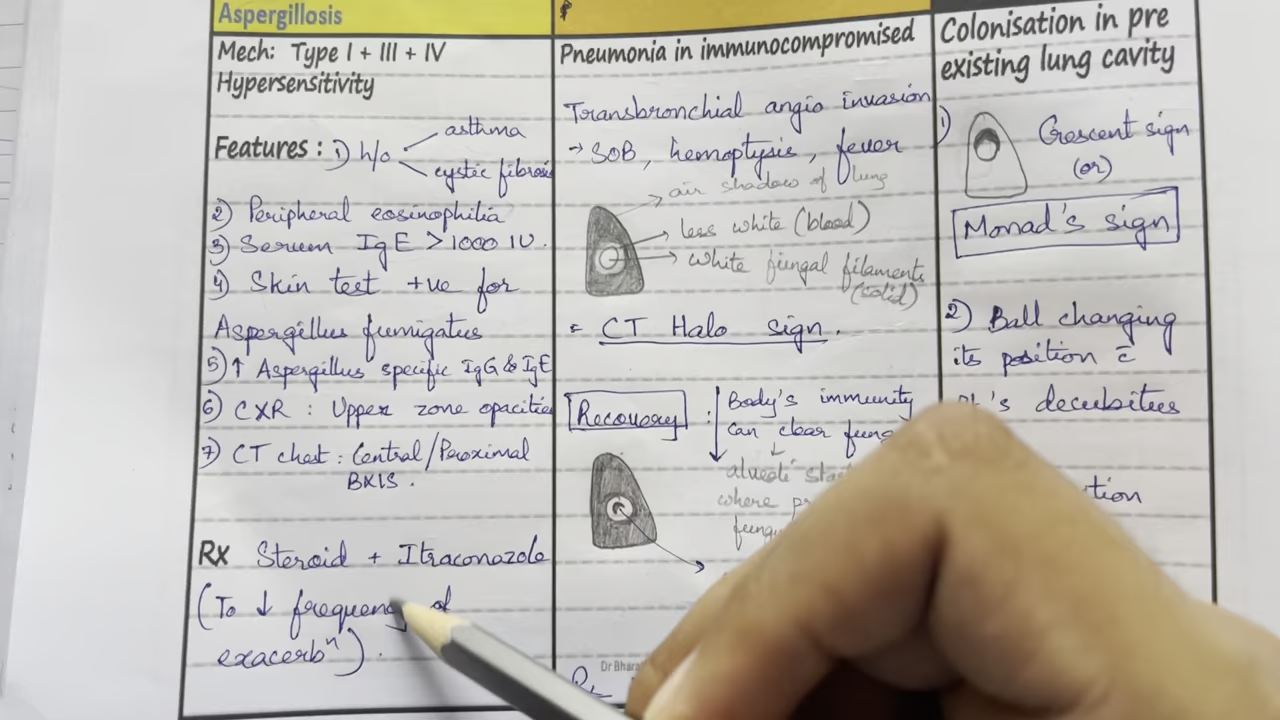 Aspergillosis
Mech: Type I + III + IV
Hypersensitivity
Features : 1) h/o
asthma
cystic fibrosis
2) Peripheral eosinophilia
3) Serum IgE > 1000 IU.
4) Skin test +ve for
Aspergillus fumigatus
5) ↑ Aspergillus specific IgG & IgE
6) CXR : Upper zone opacities
7) CT chest : Central/Proximal
BXIS.
Rx Steroid + Itraconazole
(To ↓ frequency of
exacerbⁿ).
Pneumonia in immunocompromised
Transbronchial angio invasion
→ SOB, hemoptysis, fever
air shadow of lung
less white (blood)
white fungal filaments
(solid)
= CT Halo sign.
Recovery : Body's immunity
can clear
where
Dr
Colonisation in pre
existing lung cavity
1) Crescent sign
(or)
Monad's sign
2) Ball changing
its position c̄
decubitus